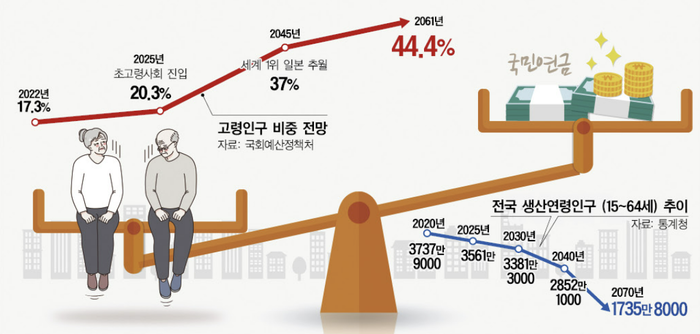 2022년
17.3%
2025년
초고령사회 진입
20.3%
2045년
세계 1위 일본 추월
37%
2061년
44.4%
고령인구 비중 전망
자료: 국회예산정책처
국민연금
전국 생산연령인구 (15~64세) 추이
자료: 통계청
2020년
3737만
9000
2025년
3561만
2030년
3381만
3000
2040년
2852만
1000
2070년
1735만 8000